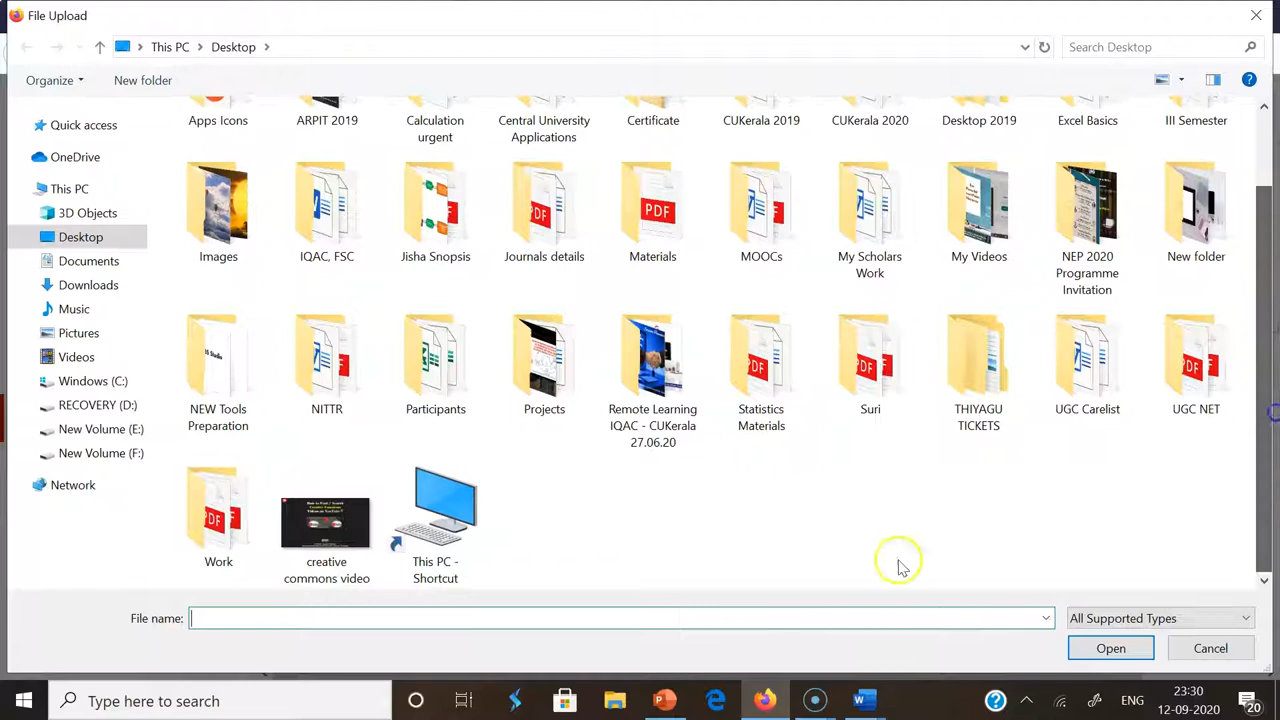 File Upload
This PC
Desktop
Search Desktop
Organize
New folder
Quick access
OneDrive
This PC
3D Objects
Desktop
Documents
Downloads
Music
Pictures
Videos
Windows (C:)
RECOVERY (D:)
New Volume (E:)
New Volume (F:)
Network
Apps Icons
ARPIT 2019
Calculation
urgent
Central University
Applications
Certificate
CUKerala 2019
CUKerala 2020
Desktop 2019
Excel Basics
III Semester
Images
IQAC, FSC
Jisha Snopsis
Journals details
Materials
MOOCs
My Scholars
Work
My Videos
NEP 2020
Programme
Invitation
New folder
NEW Tools
Preparation
NITTR
Participants
Projects
Remote Learning
IQAC - CUKerala
27.06.20
Statistics
Materials
Suri
THIYAGU
TICKETS
UGC Carelist
UGC NET
Work
creative
commons video
This PC -
Shortcut
File name:
All Supported Types
Open
Cancel
Type here to search
ENG
23:30
12-09-2020
20